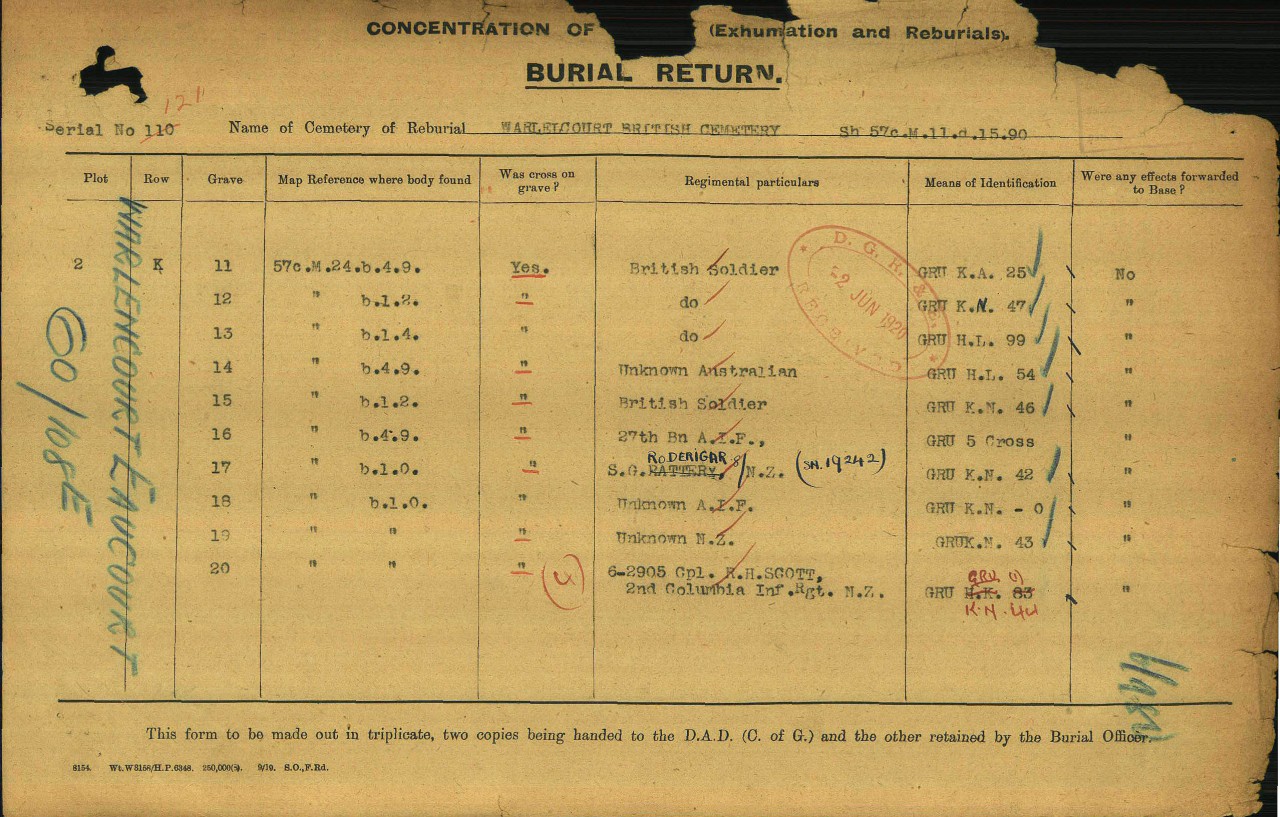 CONCENTRATION OF (Exhumation and Reburials).
BURIAL RETURN.
121
Serial No 110 Name of Cemetery of Reburial WARLELCOURT BRITISH CEMETERY Sh 57c.M.11.d.15.90
Plot Row Grave Map Reference where body found Was cross on grave ? Regimental particulars Means of Identification Were any effects forwarded to Base ?
2 K 11 57c.M.24.b.4.9. Yes. British Soldier GRU K.A. 25 No
12 " b.1.2. " do GRU K.N. 47 "
13 " b.1.4. " do GRU H.L. 99 "
14 " b.4.9. " Unknown Australian GRU H.L. 54 "
15 " b.1.2. " British Soldier GRU K.N. 46 "
16 " b.4.9. " 27th Bn A.I.F., GRU 5 Cross "
RODERIGAR
17 " b.1.0. " S.G.RATTERY, N.Z. (SN. 19242) GRU K.N. 42 "
18 " b.1.0. " Unknown A.I.F. GRU K.N. - 0 "
19 " " " Unknown N.Z. GRUK.N. 43 "
20 " " " 6-2905 Cpl. R.H.SCOTT,
2nd Columbia Inf.Rgt. N.Z. GRU H.K. 83 "
GRU
K.N. 44
D. G. R. & E.
2 JUN 1920
RECORDS
WARLENCOURT EAUCOURT
60/108E
This form to be made out in triplicate, two copies being handed to the D.A.D. (C. of G.) and the other retained by the Burial Officer.
8154. Wt.W8156/H.P.6348. 250,000(3). 9/19. S.O.,F.Rd.